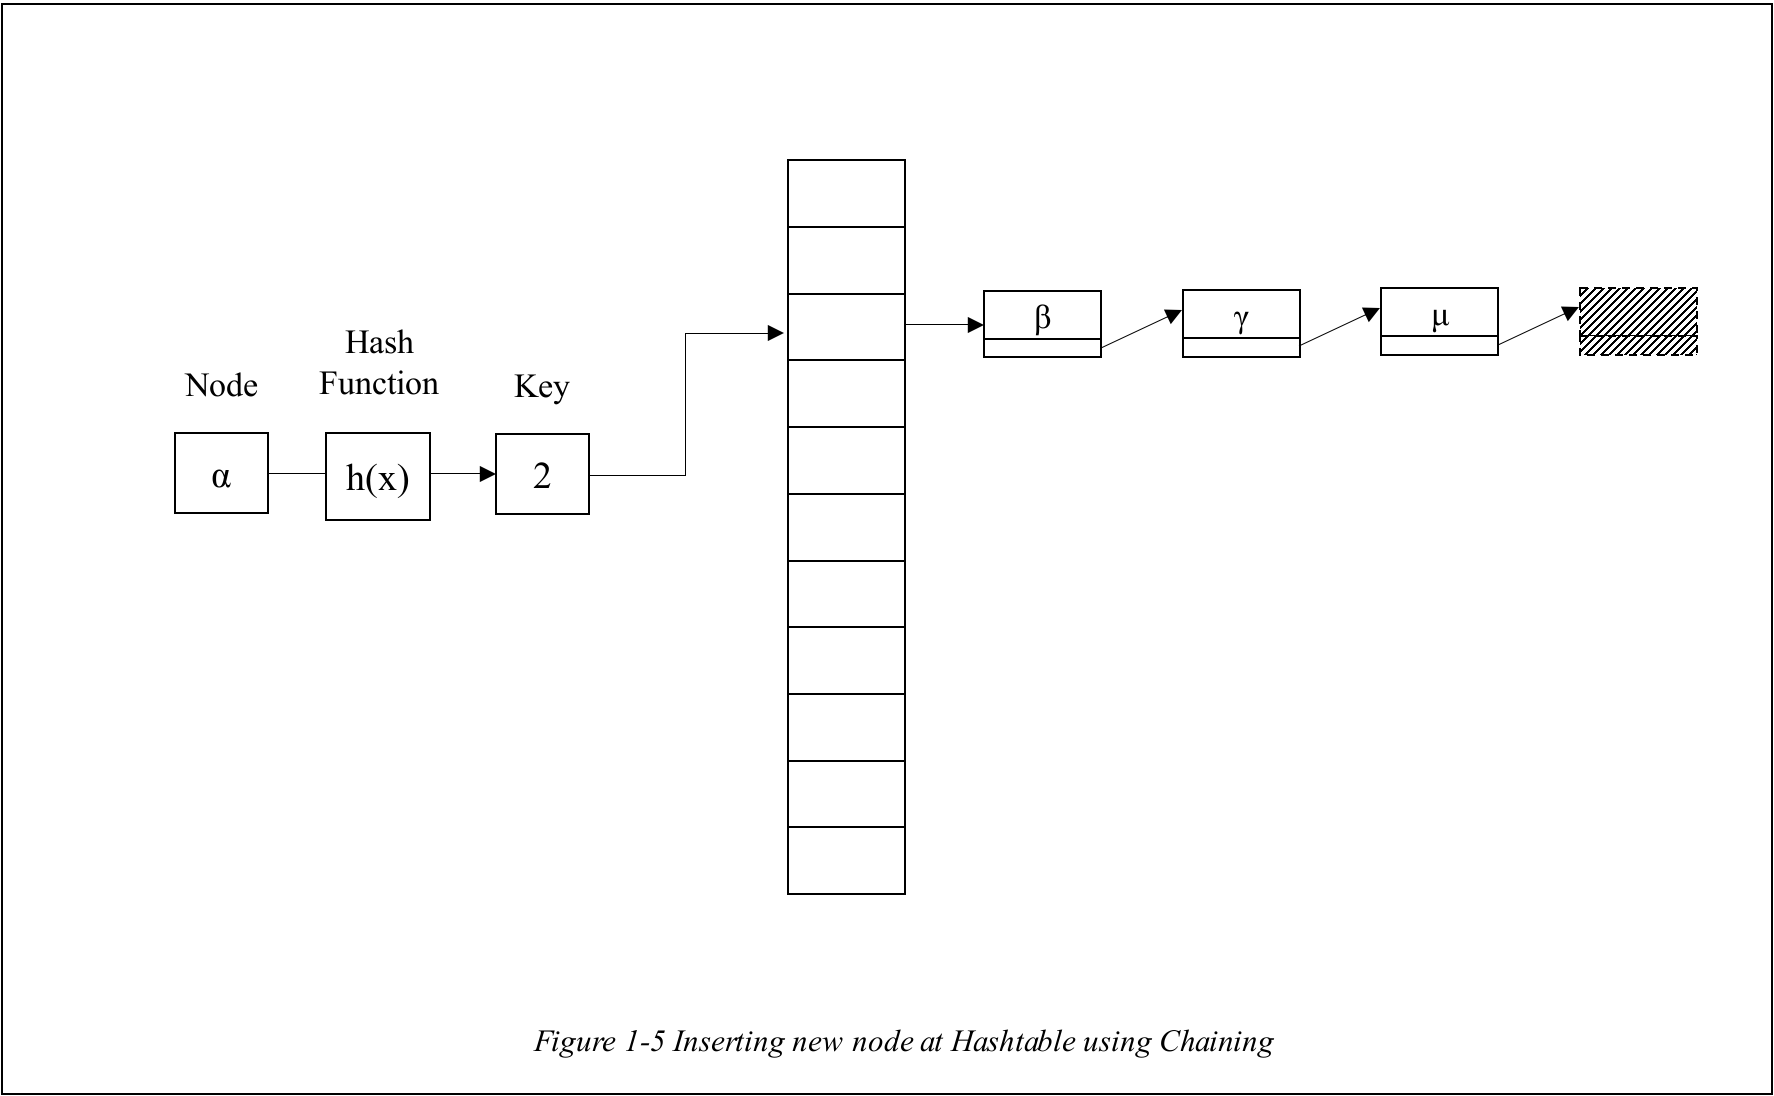 Hash
Function
Node
Key
α
h(x)
2
β
γ
μ
Figure 1-5 Inserting new node at Hashtable using Chaining